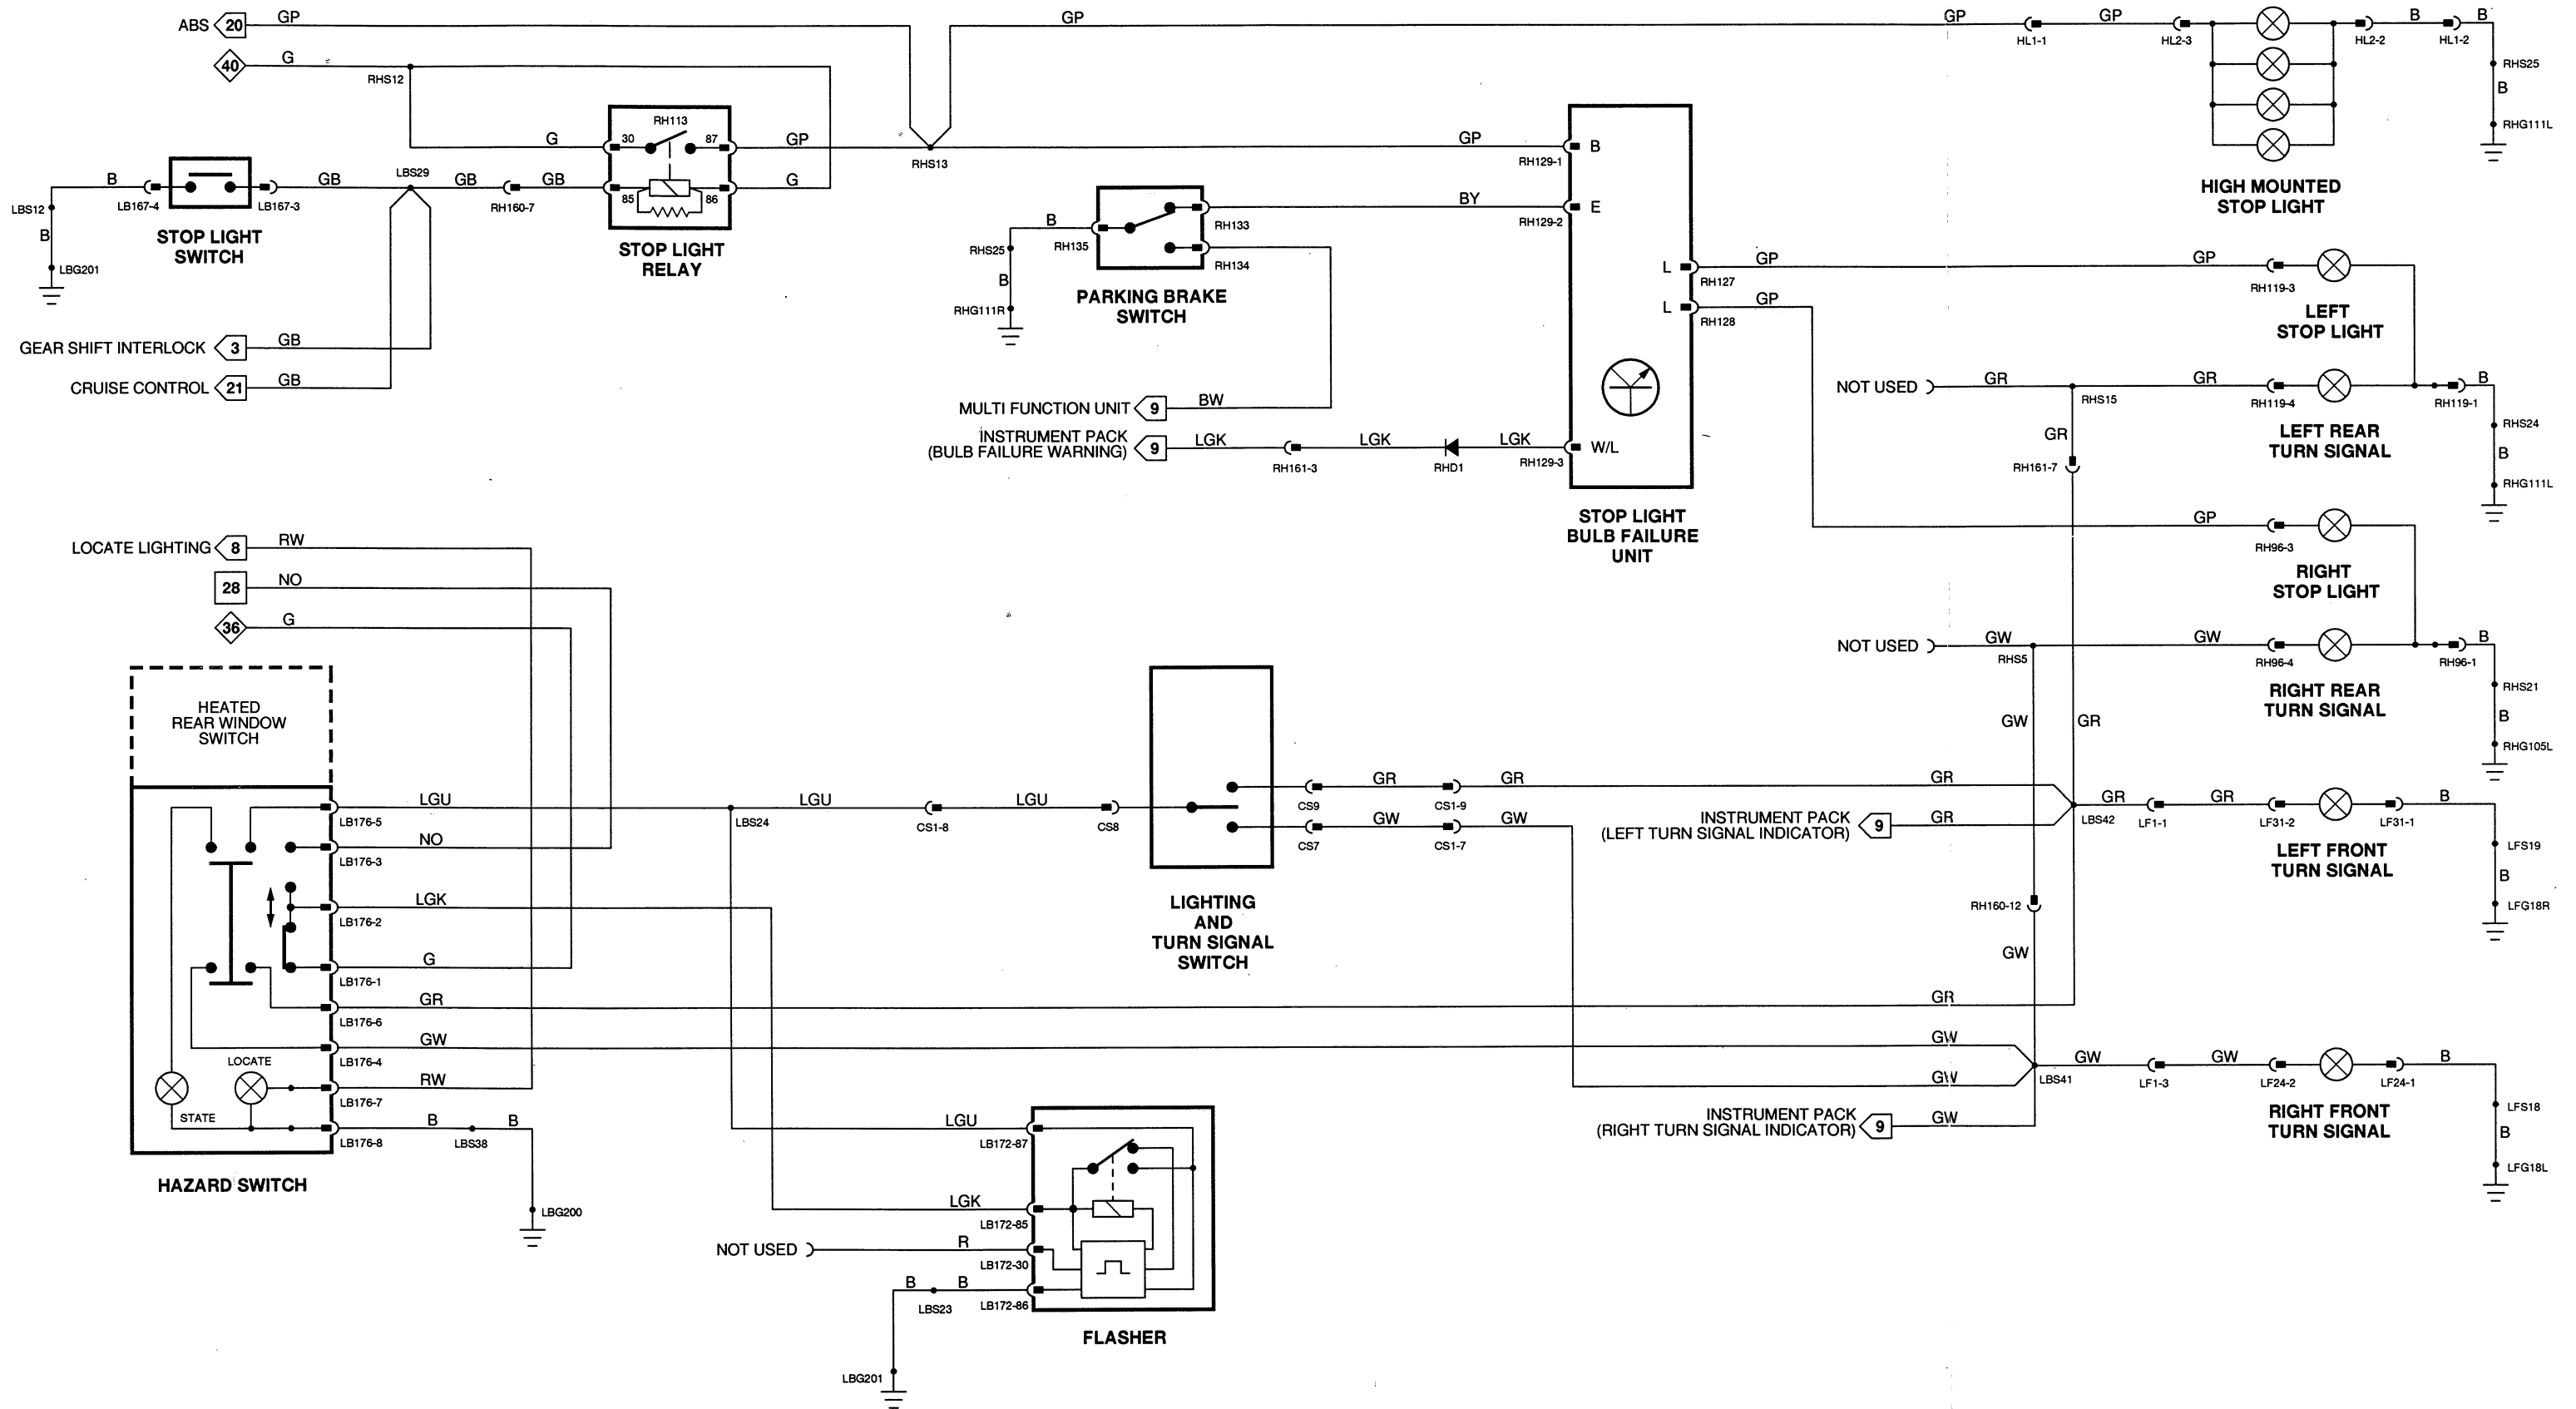 ABS 20 GP GP GP GP B B
HL1-1 HL2-3 HL2-2 HL1-2
40 G
RHS12
RHS25
B
RHG111L
HIGH MOUNTED
STOP LIGHT
RH113
30 87
G GP GP
RHS13
RH129-1 B
B GB GB GB G
LBS29
LB167-4 LB167-3 RH160-7
85 86
LBS12
B
LBG201
STOP LIGHT
SWITCH
STOP LIGHT
RELAY
BY
RH129-2 E
B
RH135 RH133
RH134
RHS25
B
RHG111R
PARKING BRAKE
SWITCH
L GP GP
RH127 RH119-3
L GP
RH128
LEFT
STOP LIGHT
GEAR SHIFT INTERLOCK 3 GB
CRUISE CONTROL 21 GB
MULTI FUNCTION UNIT 9 BW
INSTRUMENT PACK
(BULB FAILURE WARNING) 9 LGK LGK LGK
RH161-3 RHD1 RH129-3 W/L
STOP LIGHT
BULB FAILURE
UNIT
NOT USED GR GR B
RHS15 RH119-4 RH119-1
LEFT REAR
TURN SIGNAL
GR
RH161-7
RHS24
B
RHG111L
GP
RH96-3
RIGHT
STOP LIGHT
LOCATE LIGHTING 8 RW
28 NO
36 G
NOT USED GW GW B
RHS5 RH96-4 RH96-1
RIGHT REAR
TURN SIGNAL
GW GR
RHS21
B
RHG105L
HEATED
REAR WINDOW
SWITCH
LGU LGU LGU
LB176-5 LBS24 CS1-8 CS8
GR GR GR
CS9 CS1-9
GW GW
CS7 CS1-7
LIGHTING
AND
TURN SIGNAL
SWITCH
INSTRUMENT PACK
(LEFT TURN SIGNAL INDICATOR) 9 GR
GR GR B
LBS42 LF1-1 LF31-2 LF31-1
LEFT FRONT
TURN SIGNAL
LFS19
B
LFG18R
NO
LB176-3
LGK
LB176-2
G
LB176-1
GR GR
LB176-6
GW GW
LB176-4
LOCATE
RW
LB176-7
STATE
B B
LB176-8 LBS38
LBG200
HAZARD SWITCH
RH160-12
GW
GW
GW GW B
LBS41 LF1-3 LF24-2 LF24-1
INSTRUMENT PACK
(RIGHT TURN SIGNAL INDICATOR) 9 GW
RIGHT FRONT
TURN SIGNAL
LFS18
B
LFG18L
LGU
LB172-87
LGK
LB172-85
NOT USED R
LB172-30
B B
LBS23 LB172-86
LBG201
FLASHER